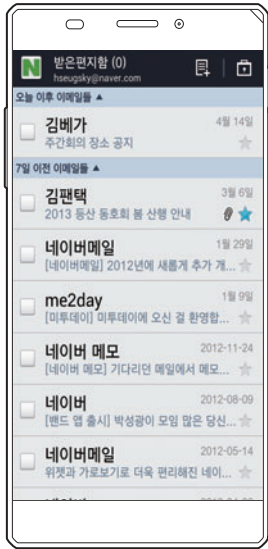 N 받은편지함 (0)
hseugsky@naver.com
오늘 이후 이메일들 ▲
김베가 4월 14일
주간회의 장소 공지
7일 이전 이메일들 ▲
김팬택 3월 6일
2013 등산 동호회 봄 산행 안내
네이버메일 1월 29일
[네이버메일] 2012년에 새롭게 추가 개...
me2day 1월 9일
[미투데이] 미투데이에 오신 걸 환영합...
네이버 메모 2012-11-24
[네이버 메모] 기다리던 메일에서 메모...
네이버 2012-08-09
[밴드 앱 출시] 박성광이 모임 많은 당신...
네이버메일 2012-05-14
위젯과 가로보기로 더욱 편리해진 네이...